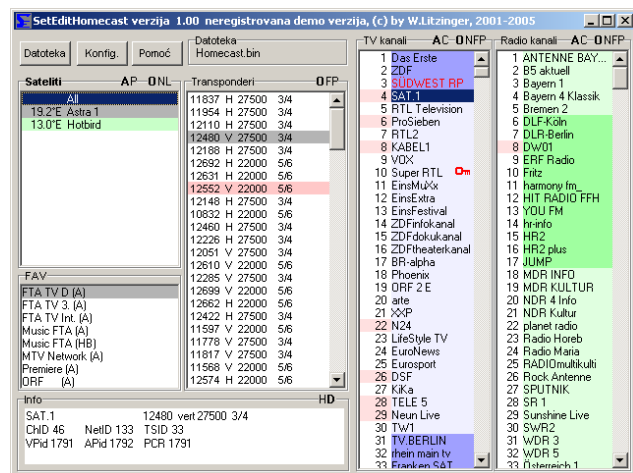 SetEditHomecast verzija 1.00 neregistrovana demo verzija, (c) by W.Litzinger, 2001-2005
Datoteka
Konfig.
Pomoć
Datoteka
Homecast.bin
Sateliti AP ONL
All
19.2°E Astra 1
13.0°E Hotbird
FAV
FTA TV D (A)
FTA TV 3. (A)
FTA TV Int. (A)
Music FTA (A)
Music FTA (HB)
MTV Network (A)
Premiere (A)
ORF (A)
Transponderi OFP
11837 H 27500 3/4
11954 H 27500 3/4
12110 H 27500 3/4
12480 V 27500 3/4
12188 H 27500 3/4
12692 H 22000 5/6
12631 H 22000 5/6
12552 V 22000 5/6
12148 H 27500 3/4
10832 H 22000 5/6
12460 H 27500 3/4
12226 H 27500 3/4
12051 V 27500 3/4
12610 V 22000 5/6
12285 V 27500 3/4
12699 V 22000 5/6
12662 H 22000 5/6
12422 H 27500 3/4
11597 V 22000 5/6
11778 V 27500 3/4
11817 V 27500 3/4
11568 V 22000 5/6
12574 H 22000 5/6
TV kanali AC ONFP
1 Das Erste
2 ZDF
3 SÜDWEST RP
4 SAT.1
5 RTL Television
6 ProSieben
7 RTL2
8 KABEL1
9 VOX
10 Super RTL
11 EinsMuXx
12 EinsExtra
13 EinsFestival
14 ZDFinfokanal
15 ZDFdokukanal
16 ZDFtheaterkanal
17 BR-alpha
18 Phoenix
19 ORF 2 E
20 arte
21 XXP
22 N24
23 LifeStyle TV
24 EuroNews
25 Eurosport
26 DSF
27 KiKa
28 TELE 5
29 Neun Live
30 TW1
31 TV.BERLIN
32 rhein main tv
33 Franken SAT
Radio kanali AC ONFP
1 ANTENNE BAY...
2 B5 aktuell
3 Bayern 1
4 Bayern 4 Klassik
5 Bremen 2
6 DLF-Köln
7 DLR-Berlin
8 DW01
9 ERF Radio
10 Fritz
11 harmony fm_
12 HIT RADIO FFH
13 YOU FM
14 hr-info
15 HR2
16 HR2 plus
17 JUMP
18 MDR INFO
19 MDR KULTUR
20 NDR 4 Info
21 NDR Kultur
22 planet radio
23 Radio Horeb
24 Radio Maria
25 RADIOmultikulti
26 Rock Antenne
27 SPUTNIK
28 SR 1
29 Sunshine Live
30 SWR2
31 WDR 3
32 WDR 5
33 Österreich 1
Info HD
SAT.1 12480 vert 27500 3/4
ChID 46 NetID 133 TSID 33
VPid 1791 APid 1792 PCR 1791